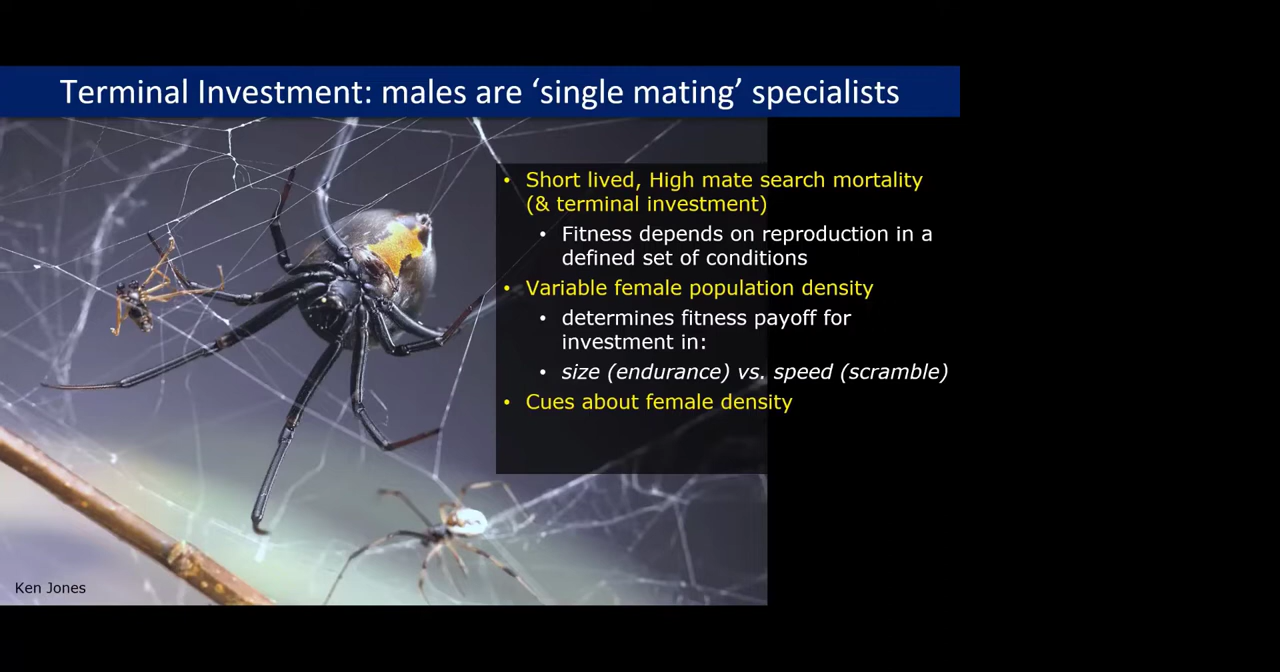 Terminal Investment: males are ‘single mating’ specialists
• Short lived, High mate search mortality
(& terminal investment)
• Fitness depends on reproduction in a
defined set of conditions
• Variable female population density
• determines fitness payoff for
investment in:
• size (endurance) vs. speed (scramble)
• Cues about female density
Ken Jones